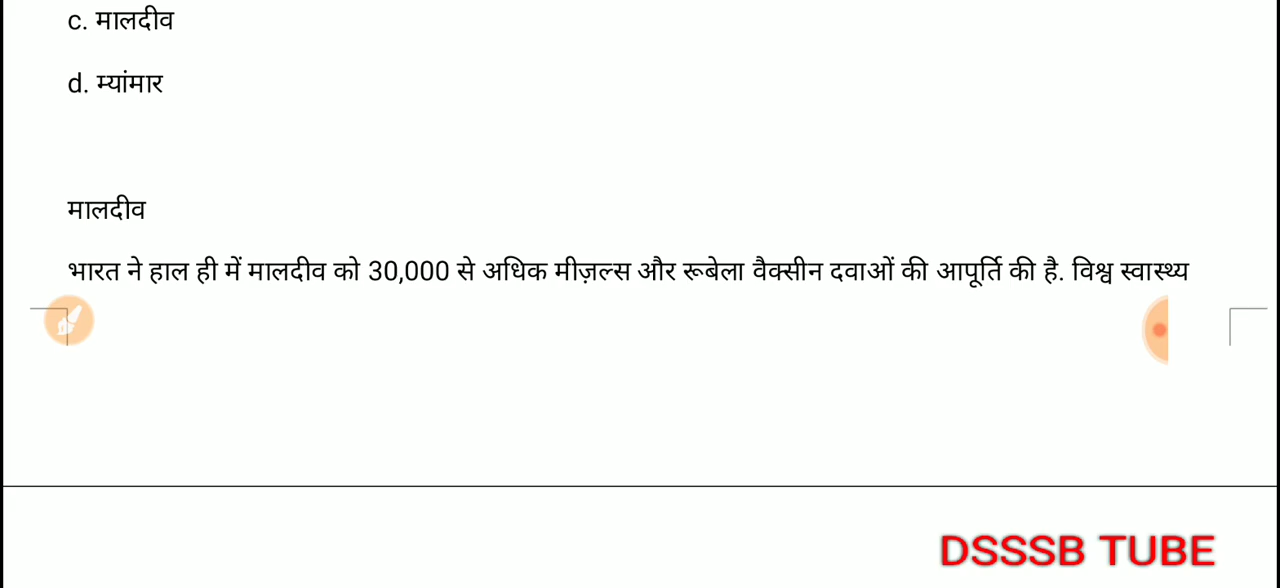 c. मालदीव
d. म्यांमार
मालदीव
भारत ने हाल ही में मालदीव को 30,000 से अधिक मीज़ल्स और रूबेला वैक्सीन दवाओं की आपूर्ति की है. विश्व स्वास्थ्य
DSSSB TUBE